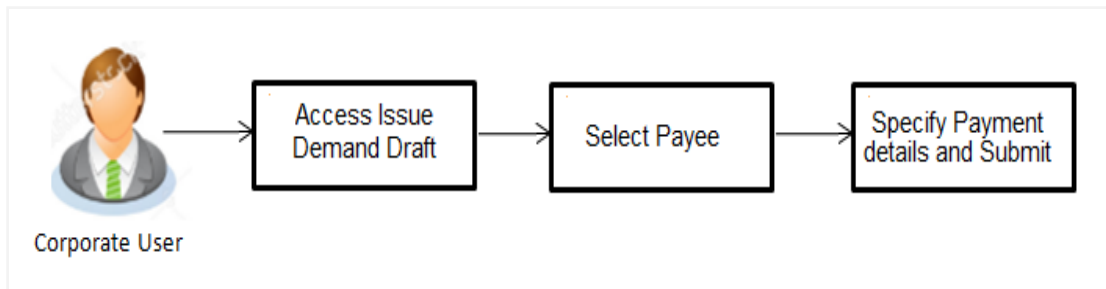 Access Issue
Demand Draft
Select Payee
Specify Payment
details and Submit
Corporate User